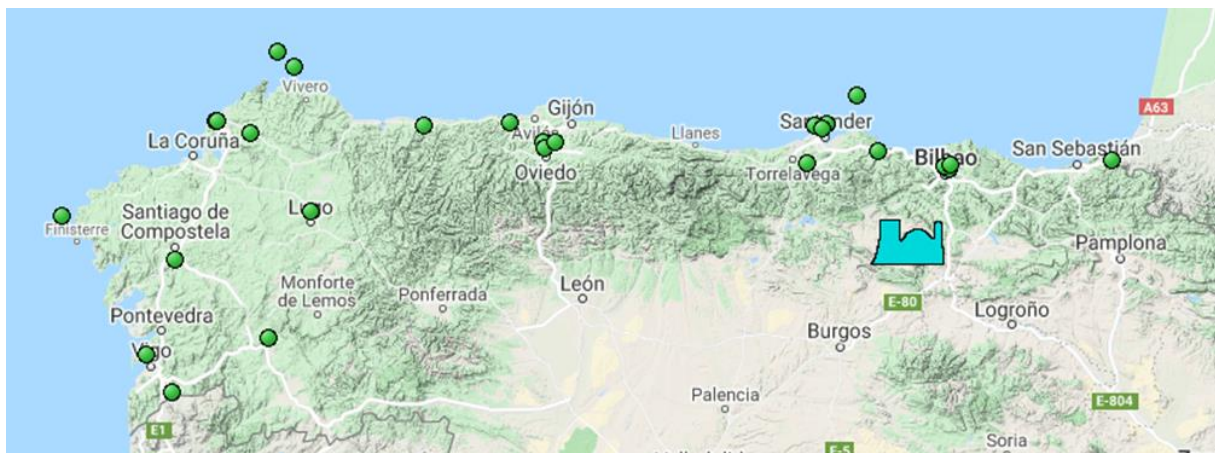 Vivero
Gijón
A63
La Coruña
Avilés
Santander
Llanes
San Sebastián
Bilbao
Oviedo
Torrelavega
Santiago de
Compostela
Lugo
Finisterre
Pamplona
Monforte
de Lemos
Ponferrada
León
E-80
Pontevedra
Logroño
Burgos
Vigo
Palencia
E-804
E1
Soria
E-5